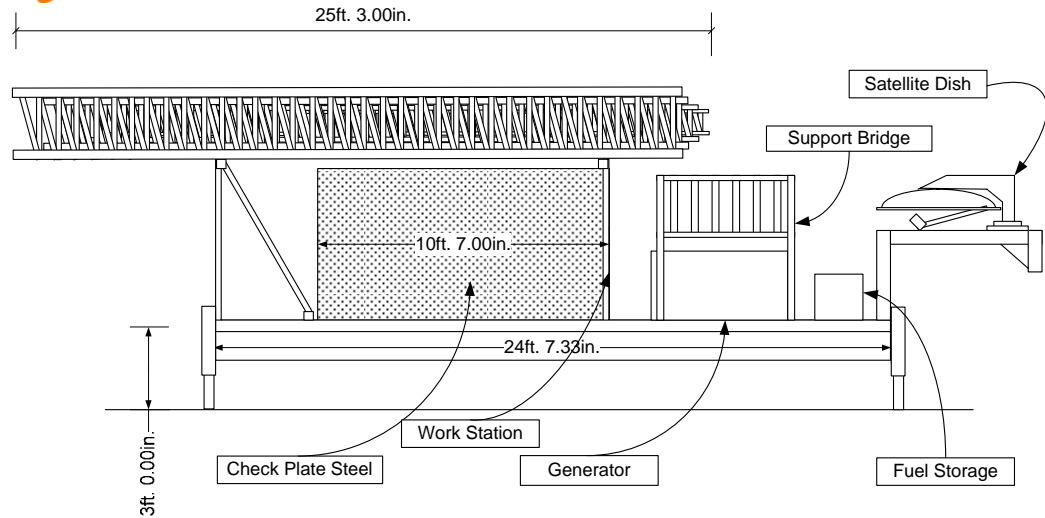 25ft. 3.00in.
Satellite Dish
Support Bridge
10ft. 7.00in.
24ft. 7.33in.
3ft. 0.00in.
Work Station
Check Plate Steel
Generator
Fuel Storage